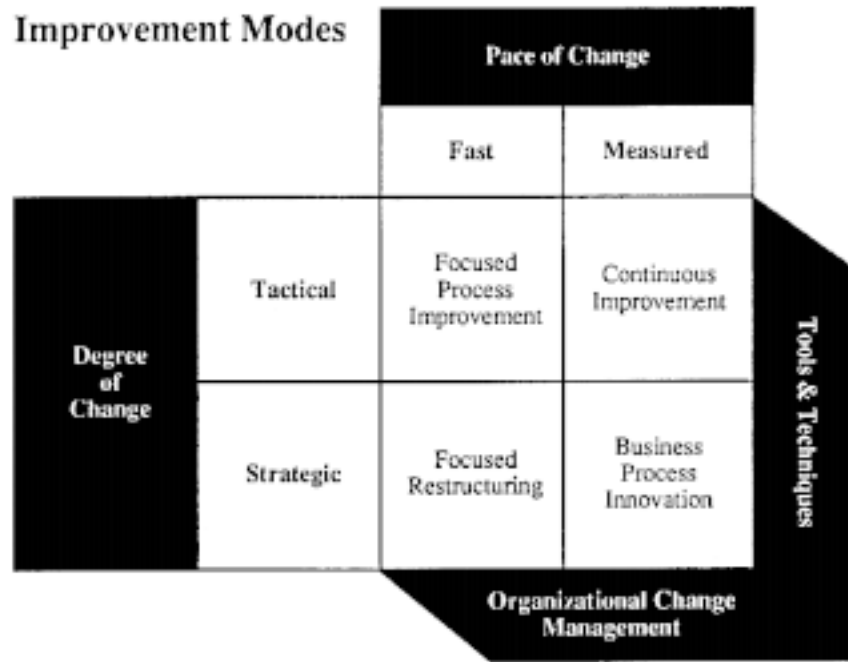 Improvement Modes
Pace of Change
Fast
Measured
Degree
of
Change
Tactical
Focused
Process
Improvement
Continuous
Improvement
Strategic
Focused
Restructuring
Business
Process
Innovation
Tools & Techniques
Organizational Change
Management